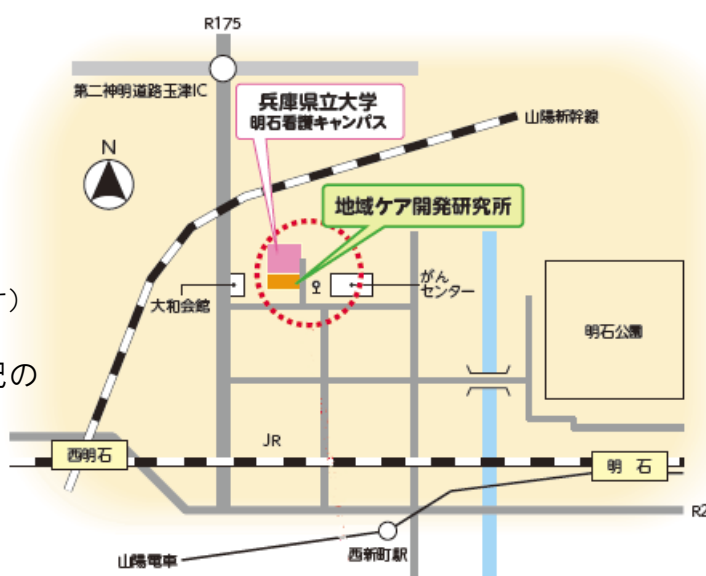 R175
第二神明道路玉津IC
兵庫県立大学
明石看護キャンパス
山陽新幹線
N
地域ケア開発研究所
大和会館
がん
センター
明石公園
記の
JR
西明石
明 石
R2
山陽電車
西新町駅